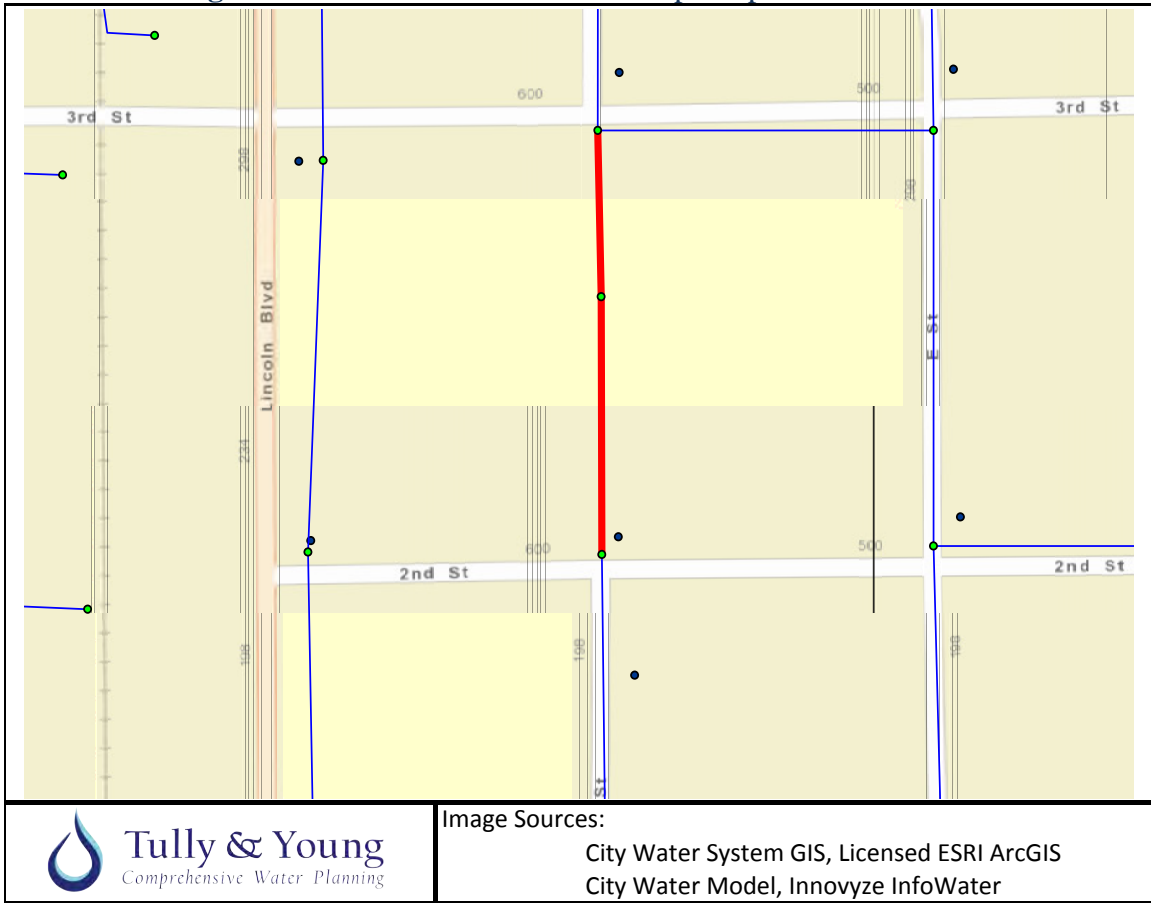 600
500
3rd St
3rd St
299
298
Lincoln Blvd
E St
234
600
500
2nd St
2nd St
198
198
198
St
Tully & Young
Comprehensive Water Planning
Image Sources:
City Water System GIS, Licensed ESRI ArcGIS
City Water Model, Innovyze InfoWater